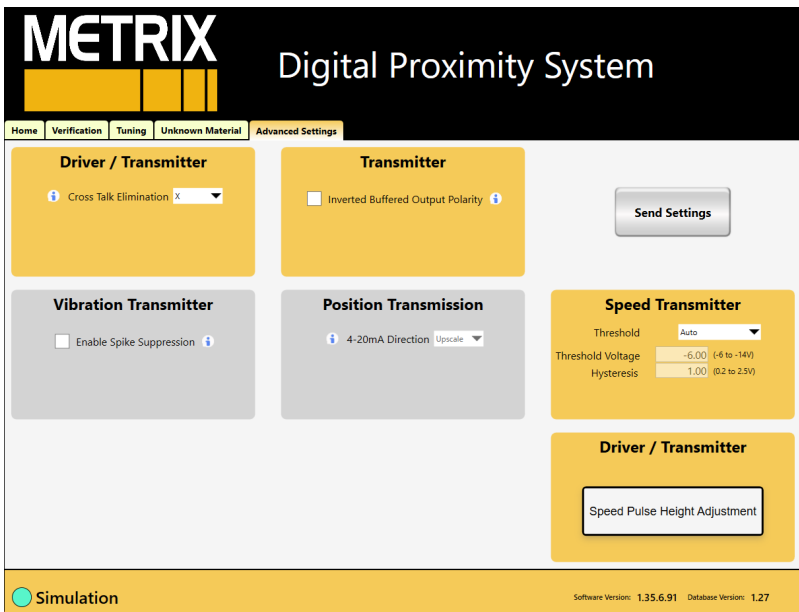 METRIX
Digital Proximity System
Home Verification Tuning Unknown Material Advanced Settings
Driver / Transmitter
Cross Talk Elimination X
Transmitter
Inverted Buffered Output Polarity
Send Settings
Vibration Transmitter
Enable Spike Suppression
Position Transmission
4-20mA Direction Upscale
Speed Transmitter
Threshold Auto
Threshold Voltage -6.00 (-6 to -14V)
Hysteresis 1.00 (0.2 to 2.5V)
Driver / Transmitter
Speed Pulse Height Adjustment
Simulation
Software Version: 1.35.6.91 Database Version: 1.27